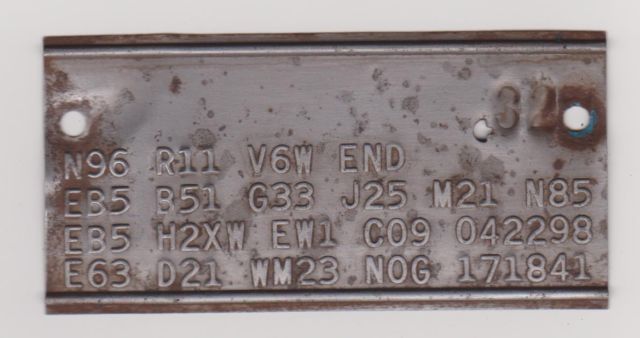 32
N96 R11 V6W END
EB5 B51 G33 J25 M21 N85
EB5 H2XW EW1 C09 042298
E63 D21 WM23 NOG 171841